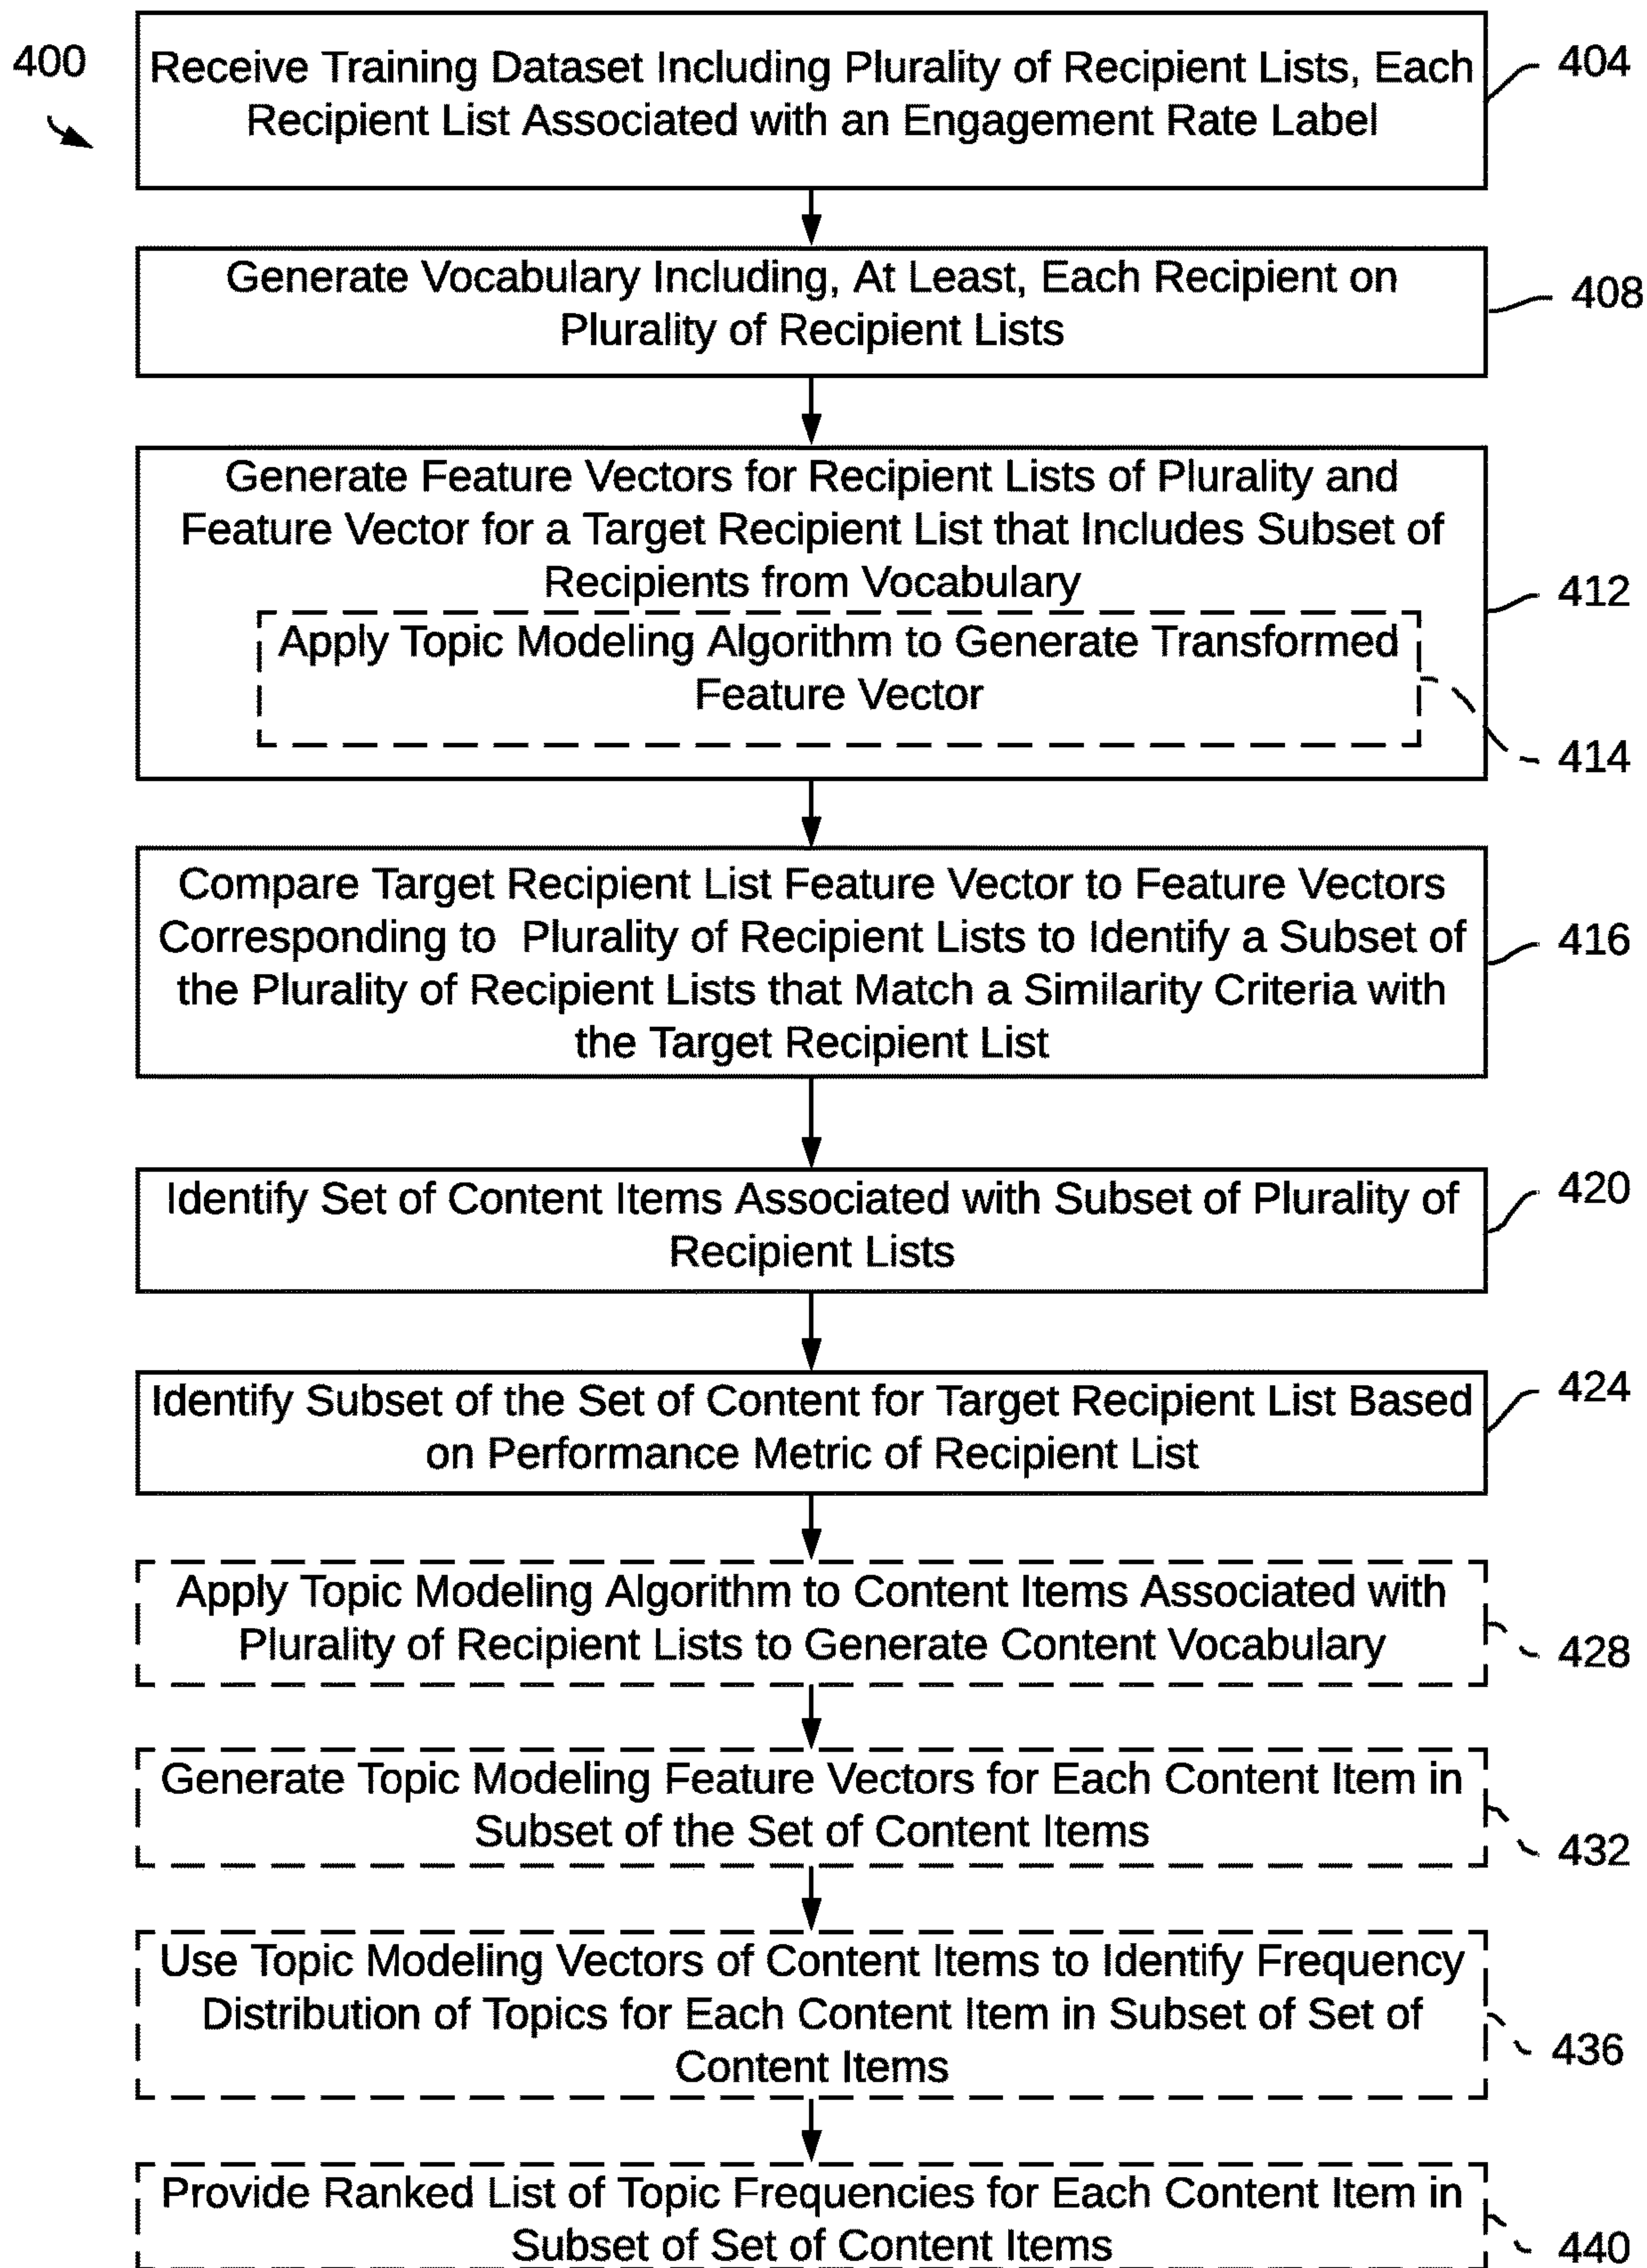 400
Receive Training Dataset Including Plurality of Recipient Lists, Each
Recipient List Associated with an Engagement Rate Label
404
Generate Vocabulary Including, At Least, Each Recipient on
Plurality of Recipient Lists
408
Generate Feature Vectors for Recipient Lists of Plurality and
Feature Vector for a Target Recipient List that Includes Subset of
Recipients from Vocabulary
412
Apply Topic Modeling Algorithm to Generate Transformed
Feature Vector
414
Compare Target Recipient List Feature Vector to Feature Vectors
Corresponding to Plurality of Recipient Lists to Identify a Subset of
the Plurality of Recipient Lists that Match a Similarity Criteria with
the Target Recipient List
416
Identify Set of Content Items Associated with Subset of Plurality of
Recipient Lists
420
Identify Subset of the Set of Content for Target Recipient List Based
on Performance Metric of Recipient List
424
Apply Topic Modeling Algorithm to Content Items Associated with
Plurality of Recipient Lists to Generate Content Vocabulary
428
Generate Topic Modeling Feature Vectors for Each Content Item in
Subset of the Set of Content Items
432
Use Topic Modeling Vectors of Content Items to Identify Frequency
Distribution of Topics for Each Content Item in Subset of Set of
Content Items
436
Provide Ranked List of Topic Frequencies for Each Content Item in
Subset of Set of Content Items
440